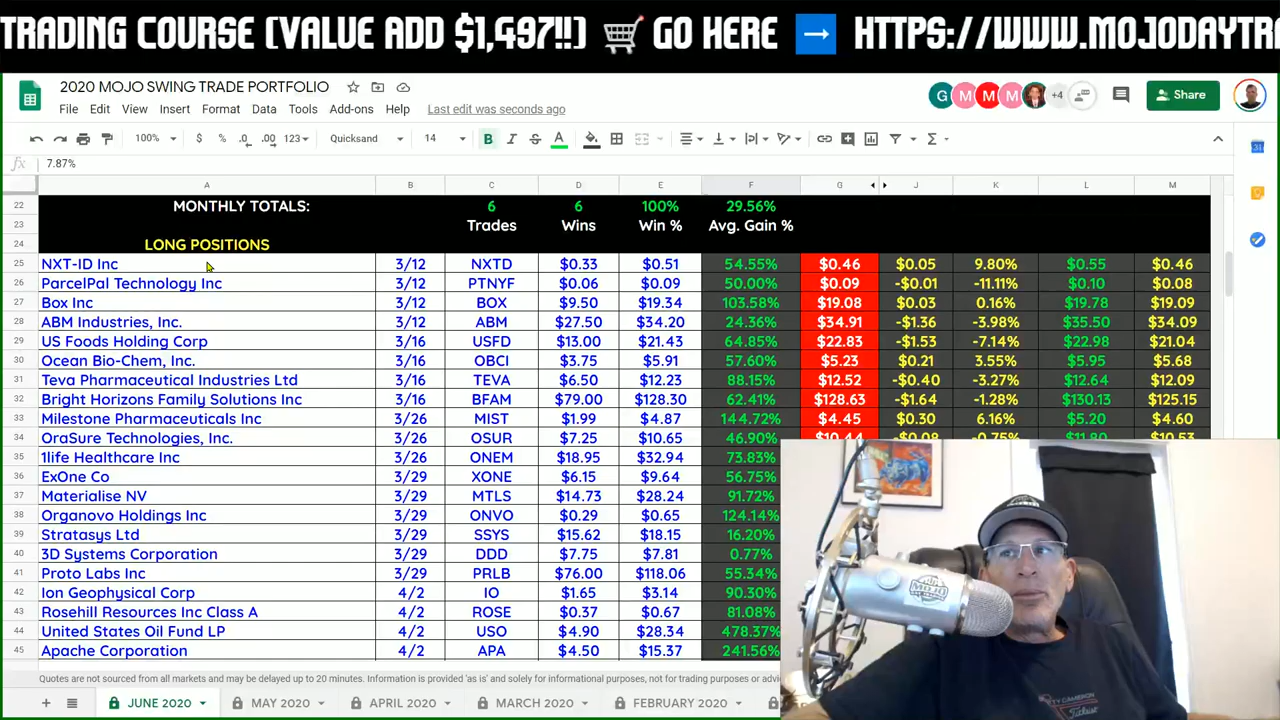 TRADING COURSE (VALUE ADD $1,497!!) 🛒 GO HERE ➡ HTTPS://WWW.MOJODAYTR
2020 MOJO SWING TRADE PORTFOLIO
G M M M +4 Share
File Edit View Insert Format Data Tools Add-ons Help Last edit was seconds ago
100% $ % .0 .00 123 Quicksand 14 B I S A
fx 7.87%
A B C D E F G J K L M
22 MONTHLY TOTALS: 6 6 100% 29.56%
23 Trades Wins Win % Avg. Gain %
24 LONG POSITIONS
25 NXT-ID Inc 3/12 NXTD $0.33 $0.51 54.55% $0.46 $0.05 9.80% $0.55 $0.46
26 ParcelPal Technology Inc 3/12 PTNYF $0.06 $0.09 50.00% $0.09 -$0.01 -11.11% $0.10 $0.08
27 Box Inc 3/12 BOX $9.50 $19.34 103.58% $19.08 $0.03 0.16% $19.78 $19.09
28 ABM Industries, Inc. 3/12 ABM $27.50 $34.20 24.36% $34.91 -$1.36 -3.98% $35.50 $34.09
29 US Foods Holding Corp 3/16 USFD $13.00 $21.43 64.85% $22.83 -$1.53 -7.14% $22.98 $21.04
30 Ocean Bio-Chem, Inc. 3/16 OBCI $3.75 $5.91 57.60% $5.23 $0.21 3.55% $5.95 $5.68
31 Teva Pharmaceutical Industries Ltd 3/16 TEVA $6.50 $12.23 88.15% $12.52 -$0.40 -3.27% $12.64 $12.09
32 Bright Horizons Family Solutions Inc 3/16 BFAM $79.00 $128.30 62.41% $128.63 -$1.64 -1.28% $130.13 $125.15
33 Milestone Pharmaceuticals Inc 3/26 MIST $1.99 $4.87 144.72% $4.45 $0.30 6.16% $5.20 $4.60
34 OraSure Technologies, Inc. 3/26 OSUR $7.25 $10.65 46.90% $10.44 -$0.08 -0.75% $11.80 $10.53
35 1life Healthcare Inc 3/26 ONEM $18.95 $32.94 73.83%
36 ExOne Co 3/29 XONE $6.15 $9.64 56.75%
37 Materialise NV 3/29 MTLS $14.73 $28.24 91.72%
38 Organovo Holdings Inc 3/29 ONVO $0.29 $0.65 124.14%
39 Stratasys Ltd 3/29 SSYS $15.62 $18.15 16.20%
40 3D Systems Corporation 3/29 DDD $7.75 $7.81 0.77%
41 Proto Labs Inc 3/29 PRLB $76.00 $118.06 55.34%
42 Ion Geophysical Corp 4/2 IO $1.65 $3.14 90.30%
43 Rosehill Resources Inc Class A 4/2 ROSE $0.37 $0.67 81.08%
44 United States Oil Fund LP 4/2 USO $4.90 $28.34 478.37%
45 Apache Corporation 4/2 APA $4.50 $15.37 241.56%
Quotes are not sourced from all markets and may be delayed up to 20 minutes. Information is provided 'as is' and solely for informational purposes, not for trading purposes or advi
JUNE 2020 MAY 2020 APRIL 2020 MARCH 2020 FEBRUARY 2020
MOJO
Titleist